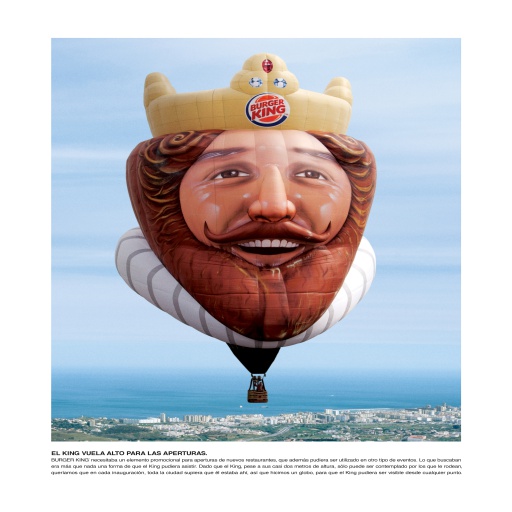 BURGER
KING
EL KING VUELA ALTO PARA LAS APERTURAS.
BURGER KING necesitaba un elemento promocional para aperturas de nuevos restaurantes, que además pudiera ser utilizado en otro tipo de eventos. Lo que buscaban
era más que nada una forma de que el King pudiera asistir. Dado que el King, pese a sus casi dos metros de altura, sólo puede ser contemplado por los que le rodean,
queríamos que en cada inauguración, toda la ciudad supiera que él estaba ahí, así que hicimos un globo, para que el King pudiera ser visible desde cualquier punto